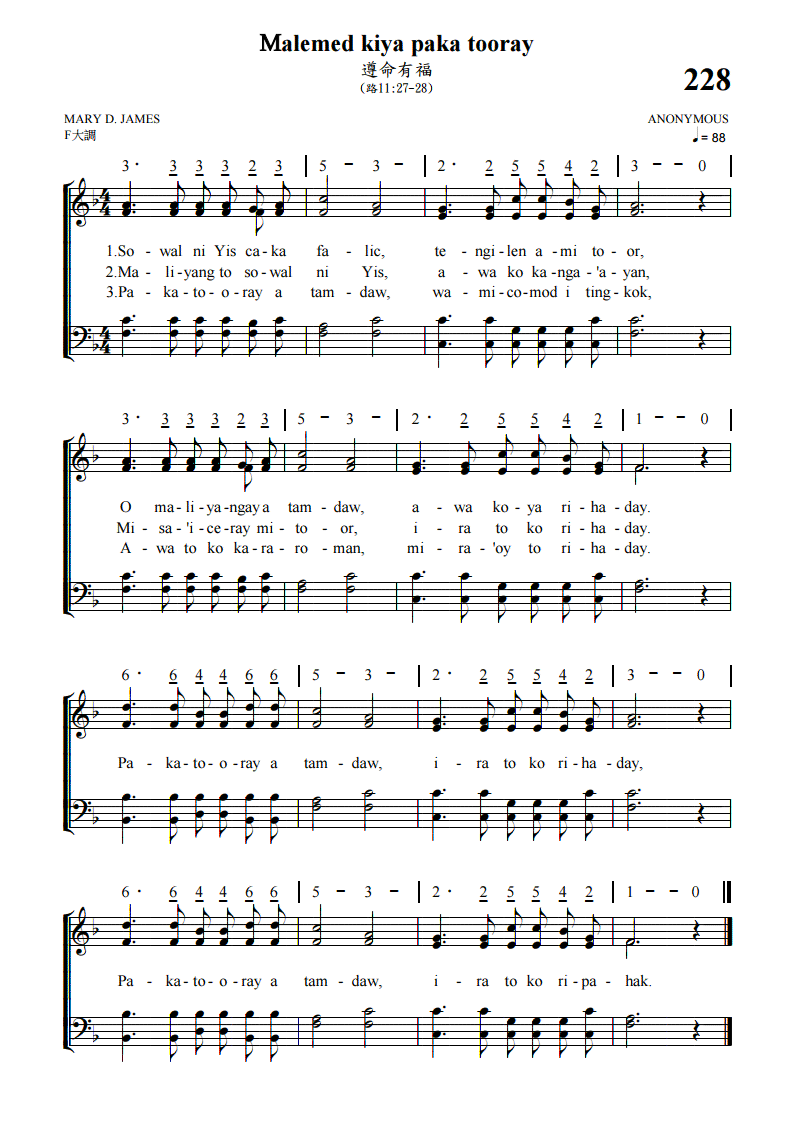 Malemed kiya paka tooray
遵命有福
(路11:27-28)
228
MARY D. JAMES
ANONYMOUS
F大調
♩= 88
3· 3 3 3 2 3 | 5 - 3 - | 2· 2 5 5 4 2 | 3 - - 0 |
1.So - wal ni Yis ca - ka fa - lic, te - ngi - len a - mi to - or,
2.Ma - li - yang to so - wal ni Yis, a - wa ko ka - nga - 'a - yan,
3.Pa - ka - to - o - ray a tam - daw, wa - mi - co - mod i ting - kok,
3· 3 3 3 2 3 | 5 - 3 - | 2· 2 5 5 4 2 | 1 - - 0 |
O ma - li - ya - ngay a tam - daw, a - wa ko - ya ri - ha - day.
Mi - sa - 'i - ce - ray mi - to - or, i - ra to ko ri - ha - day.
A - wa to ko ka - ra - ro - man, mi - ra - 'oy to ri - ha - day.
6· 6 4 4 6 6 | 5 - 3 - | 2· 2 5 5 4 2 | 3 - - 0 |
Pa - ka - to - o - ray a tam - daw, i - ra to ko ri - ha - day,
6· 6 4 4 6 6 | 5 - 3 - | 2· 2 5 5 4 2 | 1 - - 0
Pa - ka - to - o - ray a tam - daw, i - ra to ko ri - pa - hak.